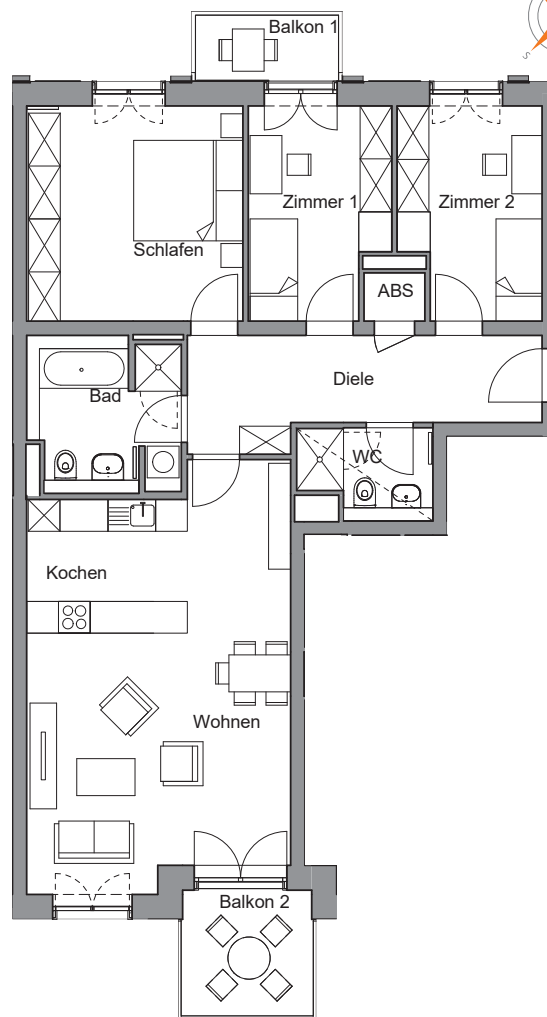 Balkon 1
S
Zimmer 1
Zimmer 2
Schlafen
ABS
Diele
Bad
WC
Kochen
Wohnen
Balkon 2